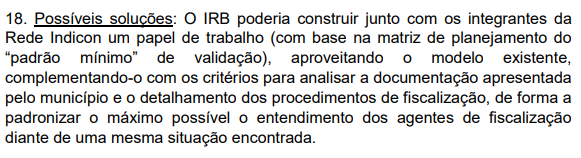 18. Possíveis soluções: O IRB poderia construir junto com os integrantes da
Rede Indicon um papel de trabalho (com base na matriz de planejamento do
“padrão mínimo” de validação), aproveitando o modelo existente,
complementando-o com os critérios para analisar a documentação apresentada
pelo município e o detalhamento dos procedimentos de fiscalização, de forma a
padronizar o máximo possível o entendimento dos agentes de fiscalização
diante de uma mesma situação encontrada.